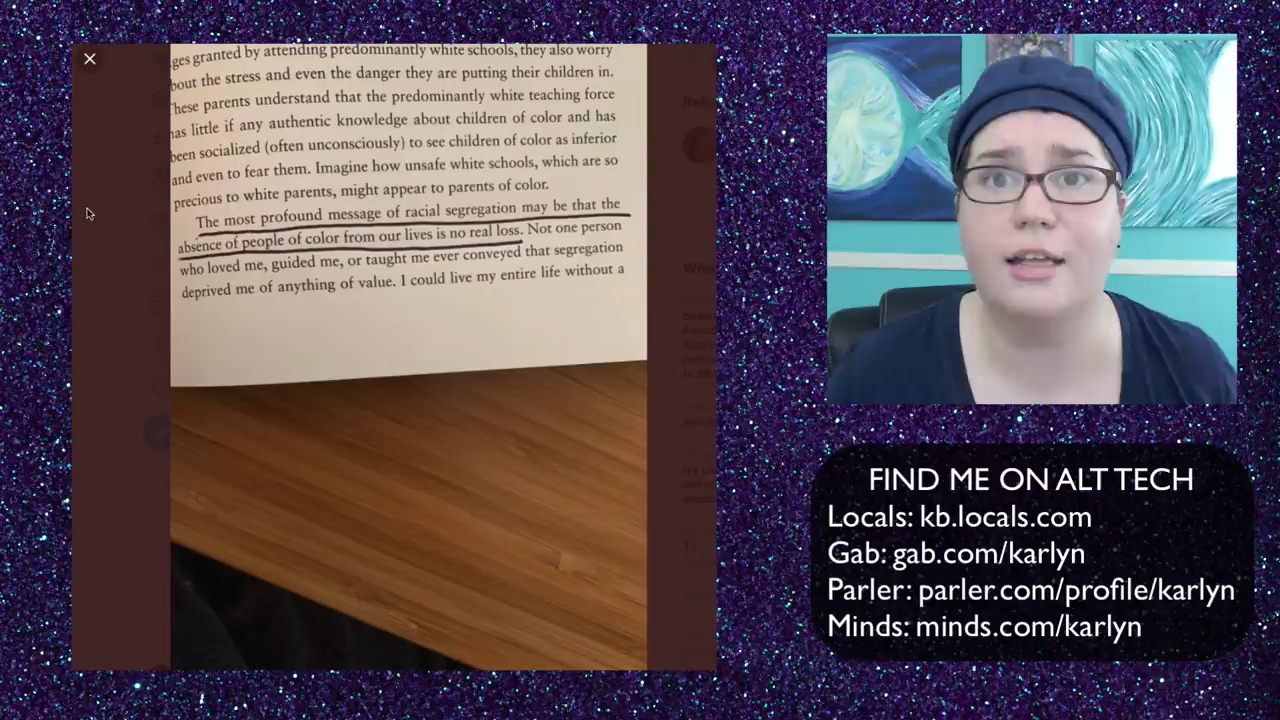 ges granted by attending predominantly white schools, they also worry
bout the stress and even the danger they are putting their children in.
These parents understand that the predominantly white teaching force
has little if any authentic knowledge about children of color and has
been socialized (often unconsciously) to see children of color as inferior
and even to fear them. Imagine how unsafe white schools, which are so
precious to white parents, might appear to parents of color.
The most profound message of racial segregation may be that the
absence of people of color from our lives is no real loss. Not one person
who loved me, guided me, or taught me ever conveyed that segregation
deprived me of anything of value. I could live my entire life without a
FIND ME ON ALT TECH
Locals: kb.locals.com
Gab: gab.com/karlyn
Parler: parler.com/profile/karlyn
Minds: minds.com/karlyn